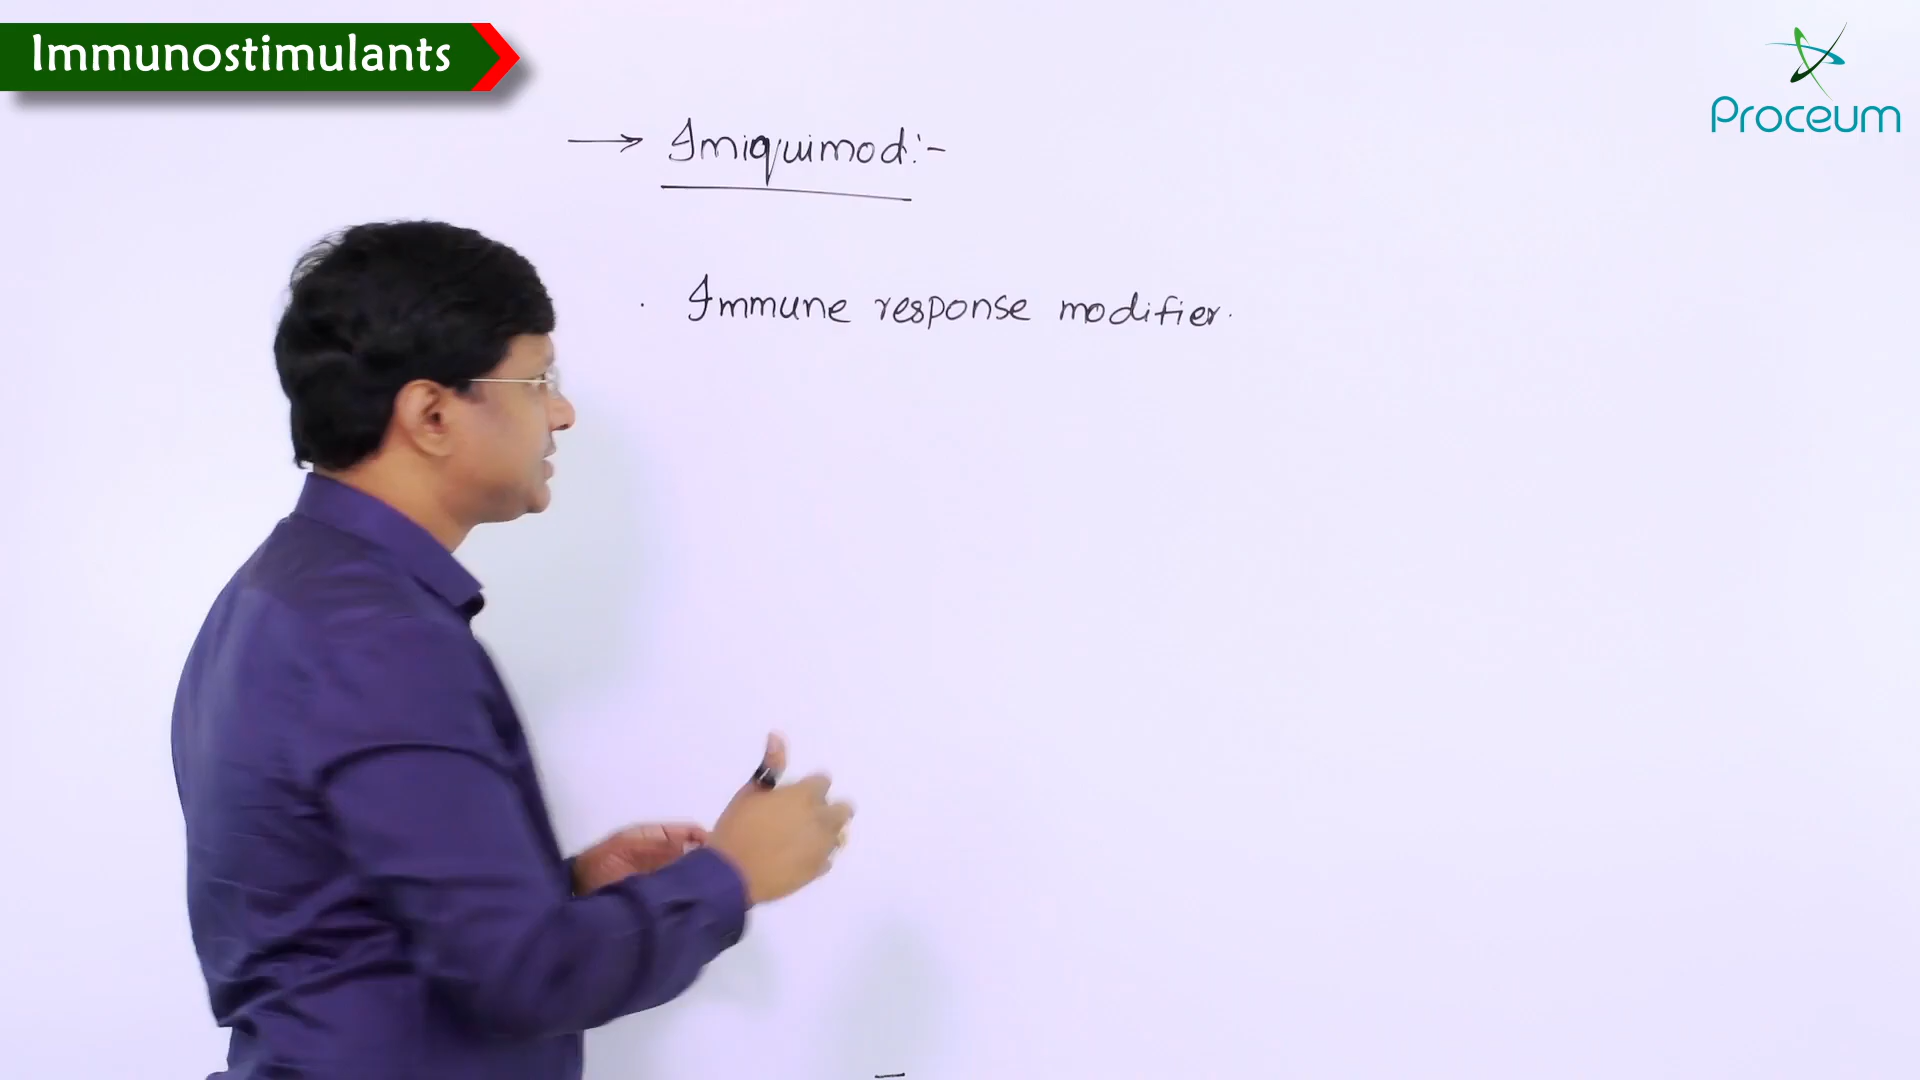 Immunostimulants
Proceum
→ Imiquimod:-
· Immune response modifier.